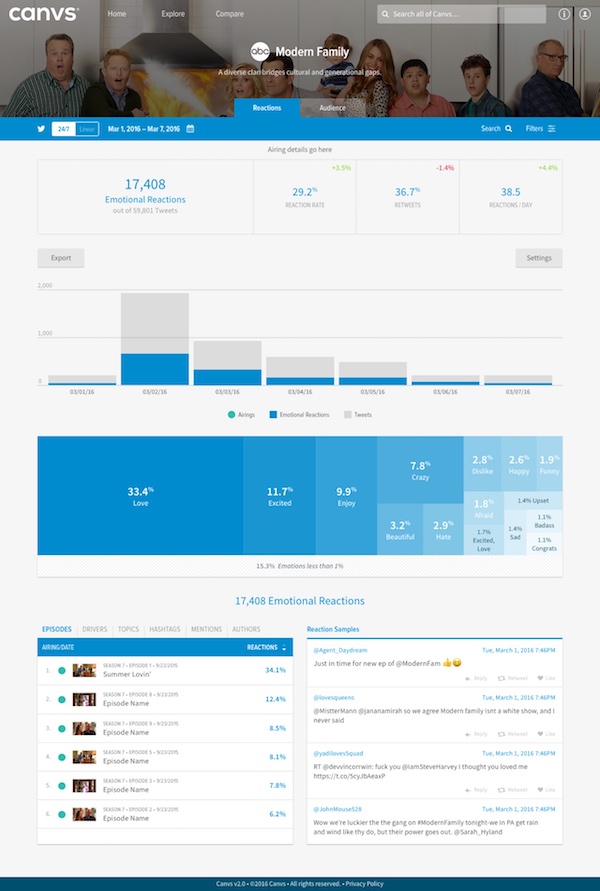 canvs
Home Explore Compare
Search all of Canvs....
abc Modern Family
A diverse clan bridges cultural and generational gaps.
Reactions Audience
24/7 Linear Mar 1, 2016 – Mar 7, 2016
Search Filters
Airing details go here
17,408
Emotional Reactions
out of 59,801 Tweets
+3.5%
29.2%
REACTION RATE
-1.4%
36.7%
RETWEETS
+4.4%
38.5
REACTIONS / DAY
Export Settings
2,000
1,000
0
03/01/16 03/02/16 03/03/16 03/04/16 03/05/16 03/06/16 03/07/16
Airings Emotional Reactions Tweets
33.4%
Love
11.7%
Excited
9.9%
Enjoy
7.8%
Crazy
3.2%
Beautiful
2.9%
Hate
2.8%
Dislike
2.6%
Happy
1.9%
Funny
1.8%
Afraid
1.4% Upset
1.7%
Excited,
Love
1.4%
Sad
1.1%
Badass
1.1%
Congrats
15.3% Emotions less than 1%
17,408 Emotional Reactions
EPISODES DRIVERS TOPICS HASHTAGS MENTIONS AUTHORS
AIRING/DATE REACTIONS
1. SEASON 7 • EPISODE 1 • 9/23/2015
Summer Lovin' 34.1%
2. SEASON 7 • EPISODE 8 • 9/23/2015
Episode Name 12.4%
3. SEASON 7 • EPISODE 9 • 9/23/2015
Episode Name 8.5%
4. SEASON 7 • EPISODE 5 • 9/23/2015
Episode Name 8.1%
5. SEASON 7 • EPISODE 3 • 9/23/2015
Episode Name 7.8%
6. SEASON 7 • EPISODE 2 • 9/23/2015
Episode Name 6.2%
Reaction Samples
@Agent_Daydream Tue, March 1, 2016 7:46PM
Just in time for new ep of @ModernFam 👍😄
Reply Retweet Like
@lovesqueens Tue, March 1, 2016 7:46PM
@MistterMann @jananamirah so we agree Modern family isnt a white show, and I
never said
Reply Retweet Like
@yadilovesSquad Tue, March 1, 2016 7:46PM
RT @devvincorrwin: fuck you @IamSteveHarvey I thought you loved me
https://t.co/5cyJbAeaxP
Reply Retweet Like
@JohnMouse528 Tue, March 1, 2016 7:46PM
Wow we're luckier the the gang on #ModernFamily tonight-we in PA get rain
and wind like thy do, but their power goes out. @Sarah_Hyland
Canvs v2.0 • ©2016 Canvs • All rights reserved. • Privacy Policy